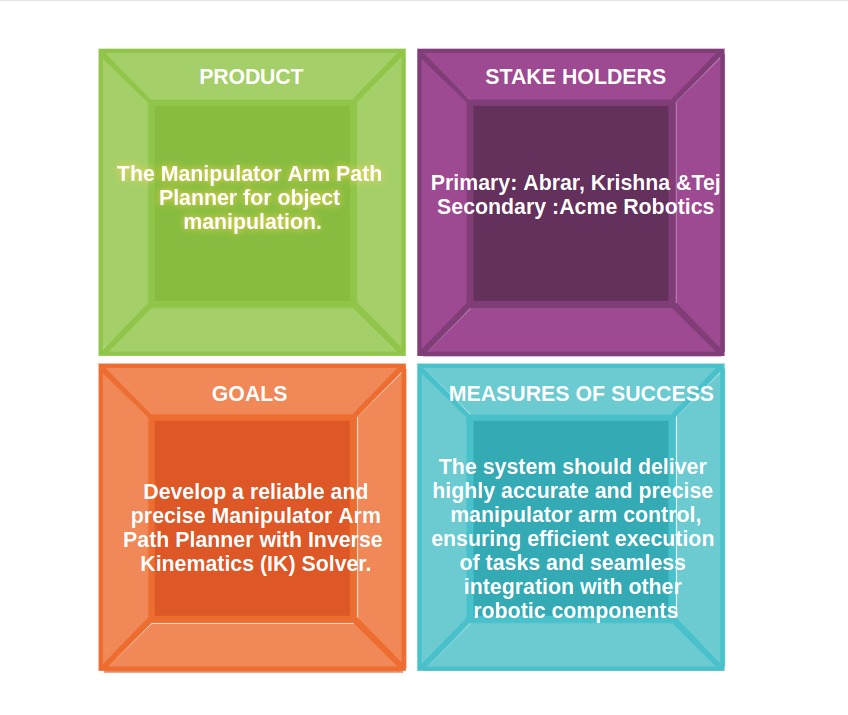 PRODUCT
The Manipulator Arm Path
Planner for object
manipulation.
STAKE HOLDERS
Primary: Abrar, Krishna &Tej
Secondary :Acme Robotics
GOALS
Develop a reliable and
precise Manipulator Arm
Path Planner with Inverse
Kinematics (IK) Solver.
MEASURES OF SUCCESS
The system should deliver
highly accurate and precise
manipulator arm control,
ensuring efficient execution
of tasks and seamless
integration with other
robotic components